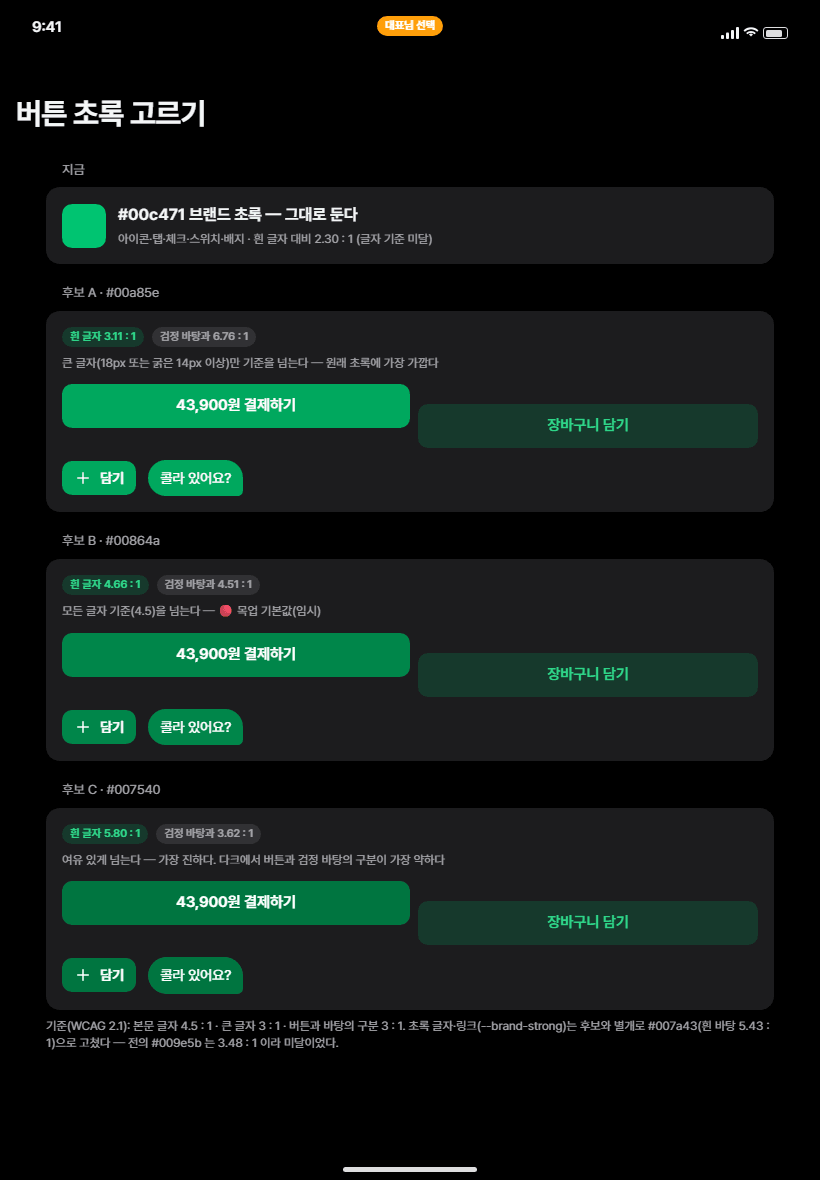 9:41
대표님 선택
버튼 초록 고르기
지금
#00c471 브랜드 초록 — 그대로 둔다
아이콘·탭·체크·스위치·배지 · 흰 글자 대비 2.30 : 1 (글자 기준 미달)
후보 A · #00a85e
흰 글자 3.11 : 1 검정 바탕과 6.76 : 1
큰 글자(18px 또는 굵은 14px 이상)만 기준을 넘는다 — 원래 초록에 가장 가깝다
43,900원 결제하기
장바구니 담기
+ 담기 콜라 있어요?
후보 B · #00864a
흰 글자 4.66 : 1 검정 바탕과 4.51 : 1
모든 글자 기준(4.5)을 넘는다 — 🔴 목업 기본값(임시)
43,900원 결제하기
장바구니 담기
+ 담기 콜라 있어요?
후보 C · #007540
흰 글자 5.80 : 1 검정 바탕과 3.62 : 1
여유 있게 넘는다 — 가장 진하다. 다크에서 버튼과 검정 바탕의 구분이 가장 약하다
43,900원 결제하기
장바구니 담기
+ 담기 콜라 있어요?
기준(WCAG 2.1): 본문 글자 4.5 : 1 · 큰 글자 3 : 1 · 버튼과 바탕의 구분 3 : 1. 초록 글자·링크(--brand-strong)는 후보와 별개로 #007a43(흰 바탕 5.43 :
1)으로 고쳤다 — 전의 #009e5b 는 3.48 : 1 이라 미달이었다.